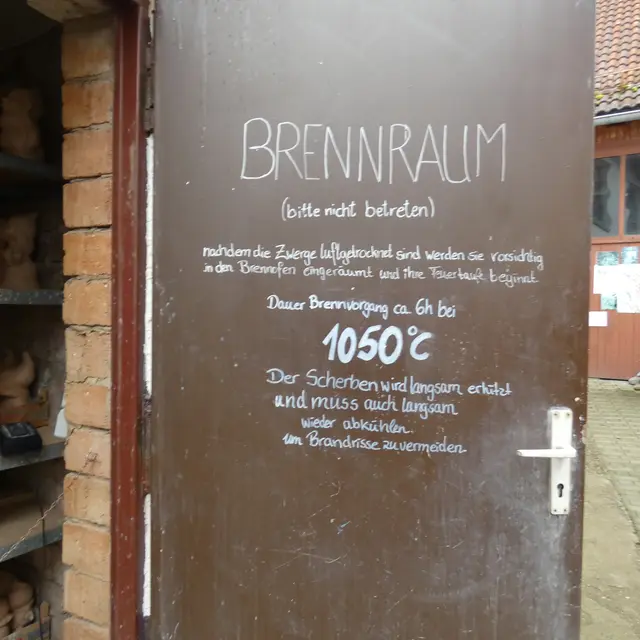 BRENNRAUM
(bitte nicht betreten)
nachdem die Zwerge luftgetrocknet sind werden sie vorsichtig
in den Brennofen eingeräumt und ihre Feuertaufe beginnt.
Dauer Brennvorgang ca. 6h bei
1050°C
Der Scherben wird langsam erhitzt
und muss auch langsam
wieder abkühlen
um Brandrisse zu vermeiden.